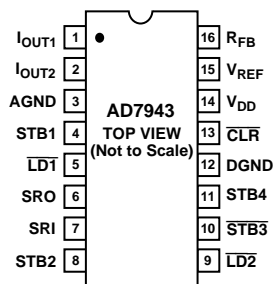 IOUT1 1 16 RFB
IOUT2 2 15 VREF
AGND 3 14 VDD
AD7943
STB1 4 TOP VIEW 13 CLR
(Not to Scale)
LD1 5 12 DGND
SRO 6 11 STB4
SRI 7 10 STB3
STB2 8 9 LD2